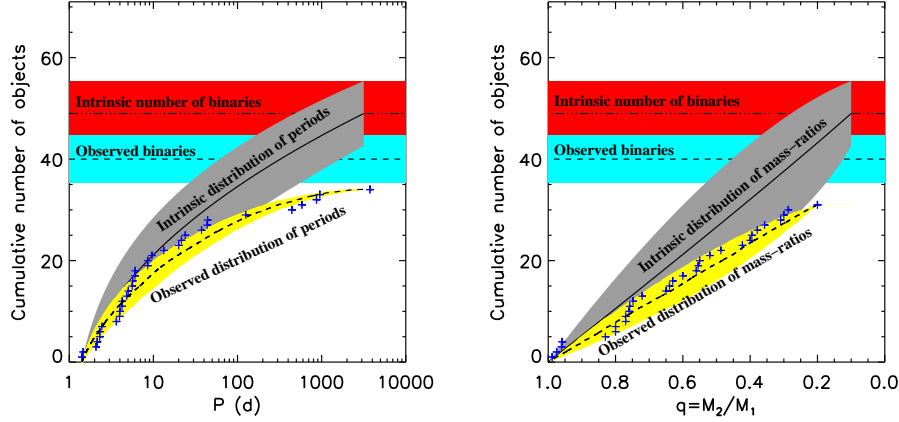 Cumulative number of objects
60
40
20
0
Intrinsic number of binaries
Observed binaries
Intrinsic distribution of periods
Observed distribution of periods
1 10 100 1000 10000
P (d)
Cumulative number of objects
60
40
20
0
Intrinsic number of binaries
Observed binaries
Intrinsic distribution of mass-ratios
Observed distribution of mass-ratios
1.0 0.8 0.6 0.4 0.2 0.0
q=M₂/M₁